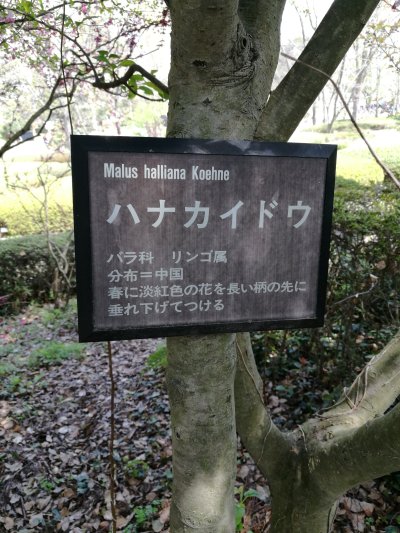 Malus halliana Koehne
ハナカイドウ
バラ科　リンゴ属
分布＝中国
春に淡紅色の花を長い柄の先に
垂れ下げてつける